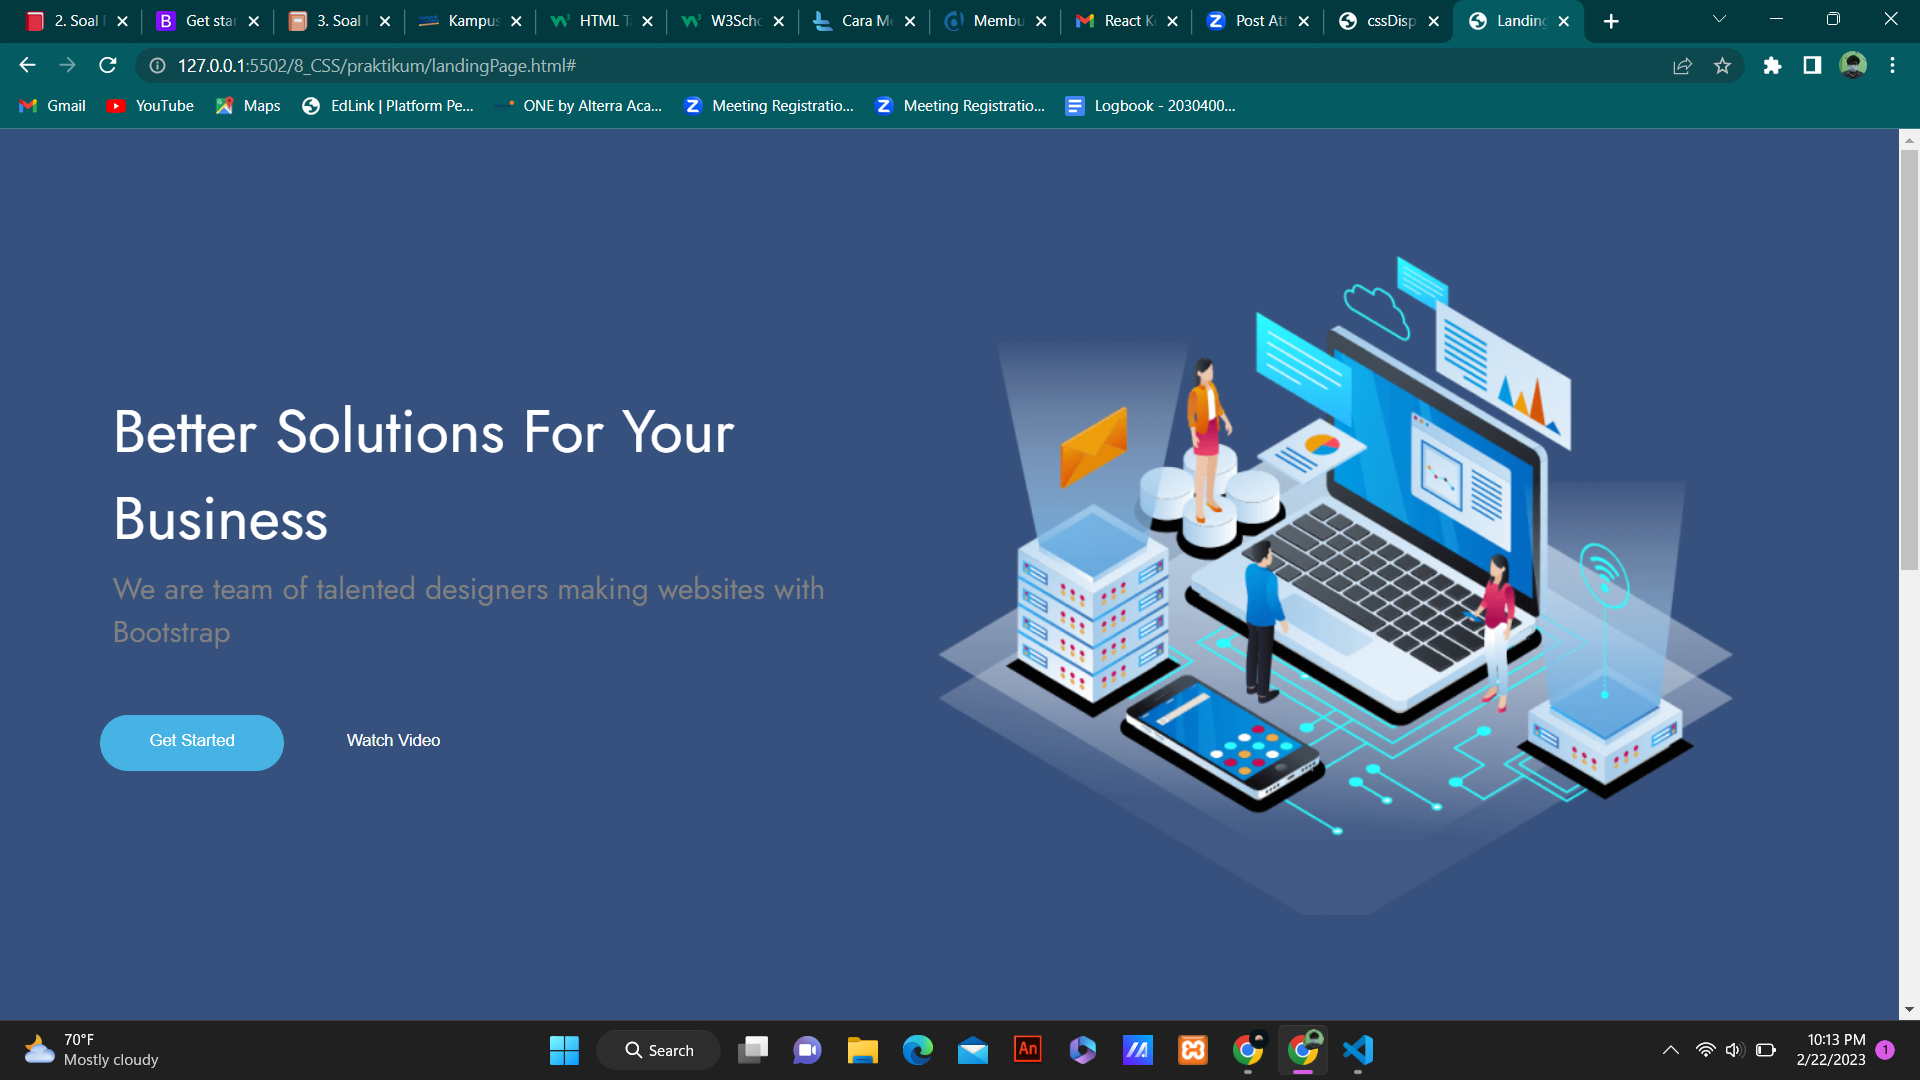 2. Soal
Get star
3. Soal
Kampus
HTML
W3Scho
Cara Me
Membu
React K
Post Att
cssDisp
Landing
127.0.0.1:5502/8_CSS/praktikum/landingPage.html#
Gmail
YouTube
Maps
EdLink | Platform Pe...
ONE by Alterra Aca...
Meeting Registratio...
Meeting Registratio...
Logbook - 2030400...
Better Solutions For Your
Business
We are team of talented designers making websites with
Bootstrap
Get Started
Watch Video
70°F
Mostly cloudy
Search
An
10:13 PM
2/22/2023
1